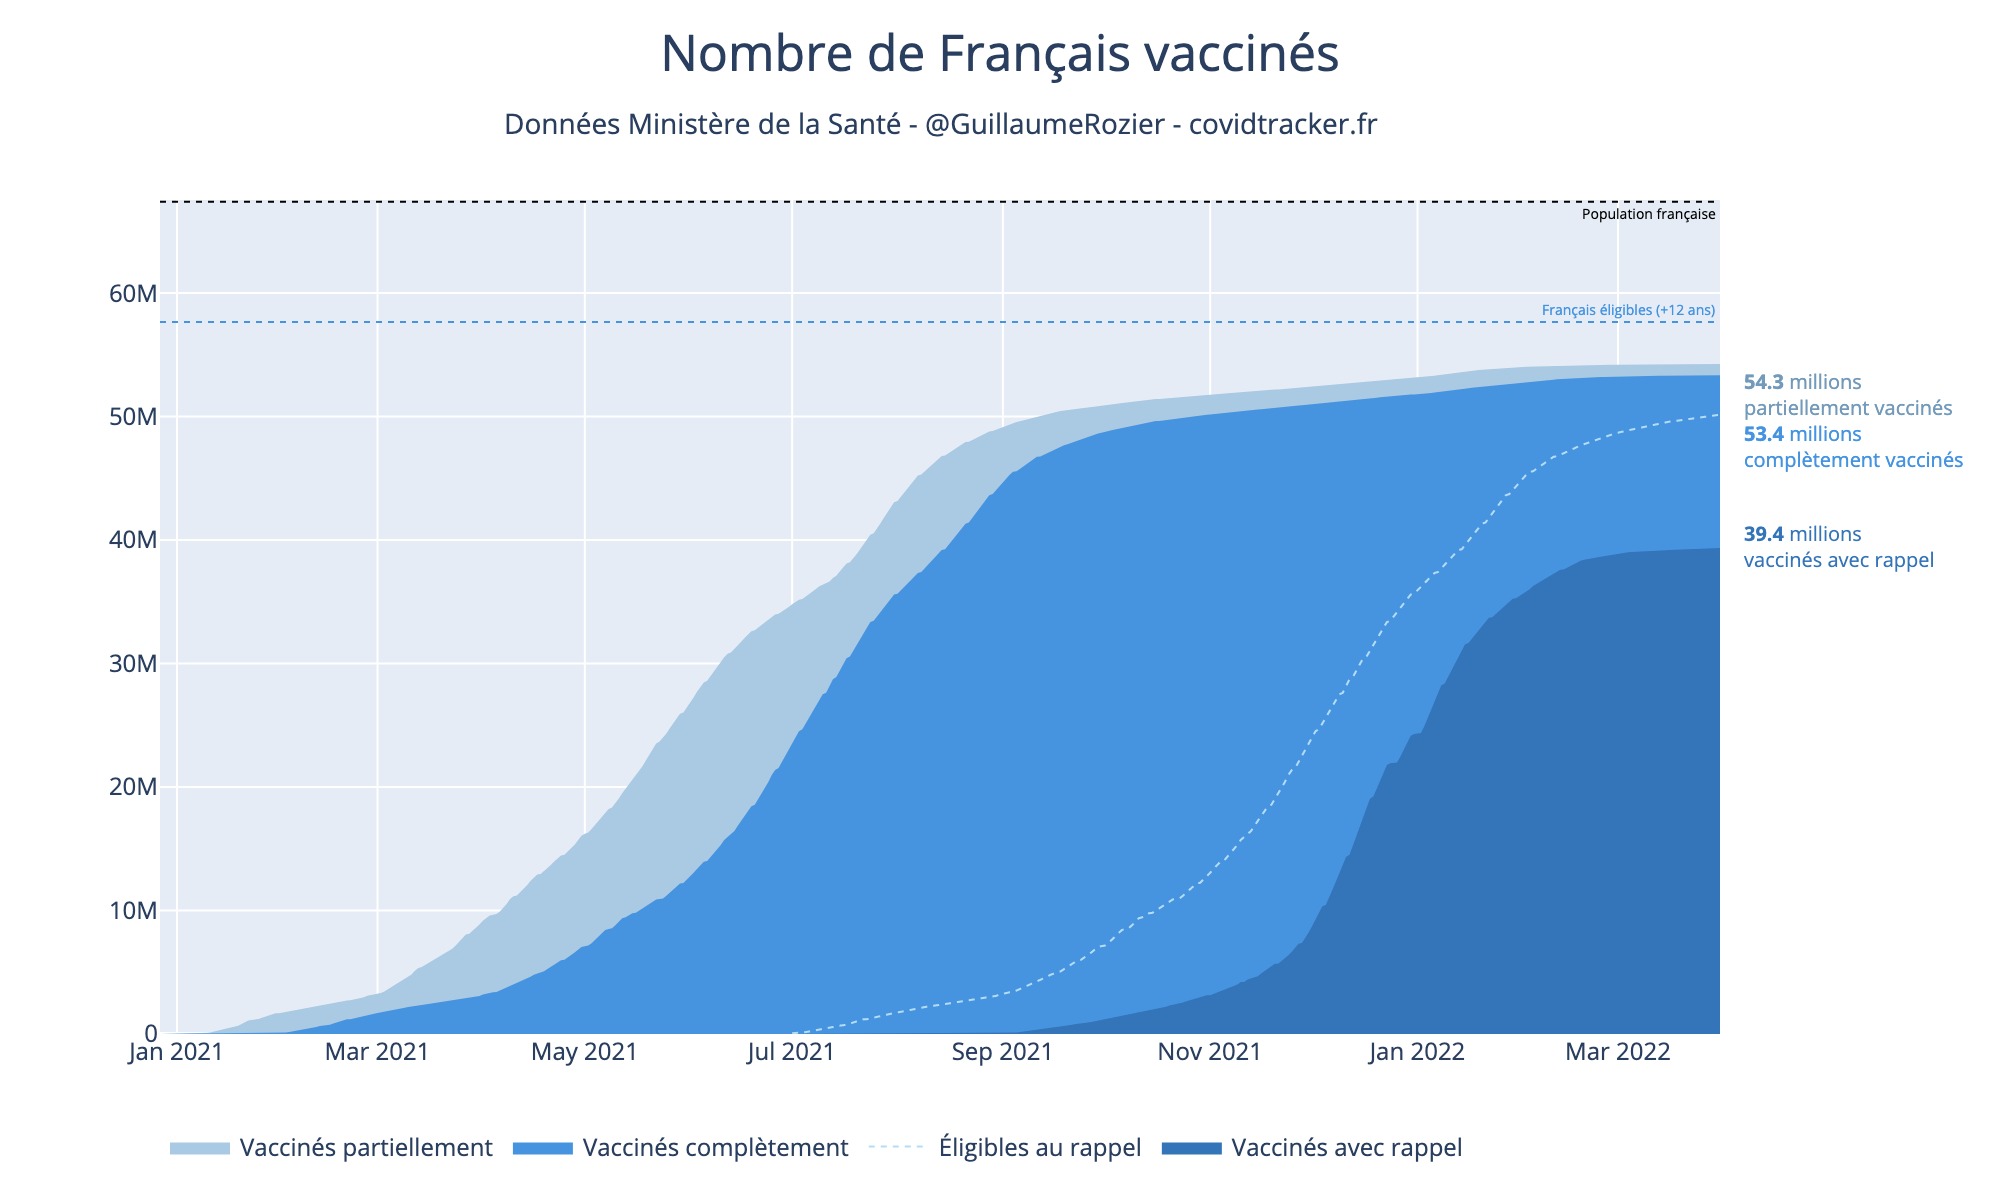 Nombre de Français vaccinés
Données Ministère de la Santé - @GuillaumeRozier - covidtracker.fr
Population française
60M
Français éligibles (+12 ans)
54.3 millions
partiellement vaccinés
50M
53.4 millions
complètement vaccinés
40M
39.4 millions
vaccinés avec rappel
30M
20M
10M
0
Jan 2021 Mar 2021 May 2021 Jul 2021 Sep 2021 Nov 2021 Jan 2022 Mar 2022
Vaccinés partiellement Vaccinés complètement Éligibles au rappel Vaccinés avec rappel